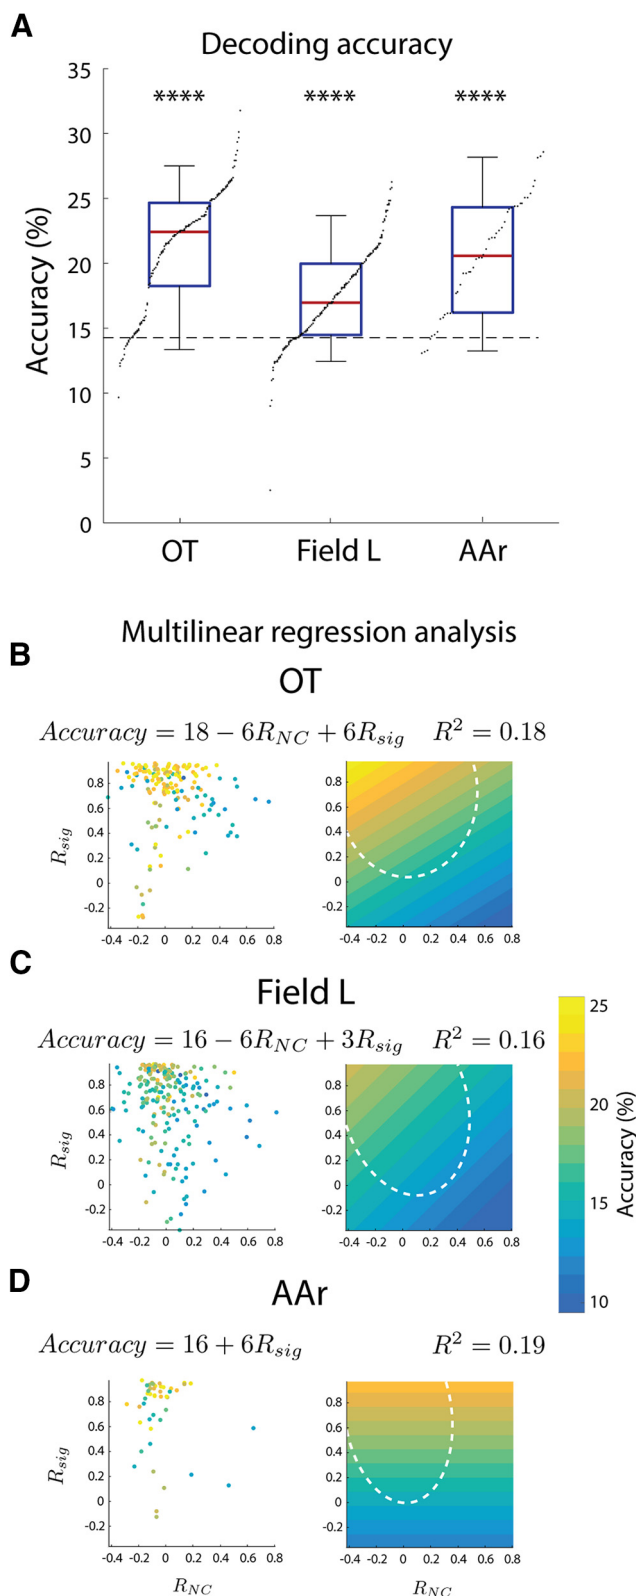 A
Decoding accuracy
35
30
25
20
15
10
5
0
Accuracy (%)
**** **** ****
OT Field L AAr
Multilinear regression analysis
B
OT
Accuracy = 18 − 6R_NC + 6R_sig R² = 0.18
R_sig
0.8
0.6
0.4
0.2
0
-0.2
-0.4 -0.2 0 0.2 0.4 0.6 0.8
0.8
0.6
0.4
0.2
0
-0.2
-0.4 -0.2 0 0.2 0.4 0.6 0.8
C
Field L
Accuracy = 16 − 6R_NC + 3R_sig R² = 0.16
R_sig
0.8
0.6
0.4
0.2
0
-0.2
-0.4 -0.2 0 0.2 0.4 0.6 0.8
0.8
0.6
0.4
0.2
0
-0.2
-0.4 -0.2 0 0.2 0.4 0.6 0.8
25
20
15
10
Accuracy (%)
D
AAr
Accuracy = 16 + 6R_sig R² = 0.19
R_sig
0.8
0.6
0.4
0.2
0
-0.2
-0.4 -0.2 0 0.2 0.4 0.6 0.8
R_NC
0.8
0.6
0.4
0.2
0
-0.2
-0.4 -0.2 0 0.2 0.4 0.6 0.8
R_NC